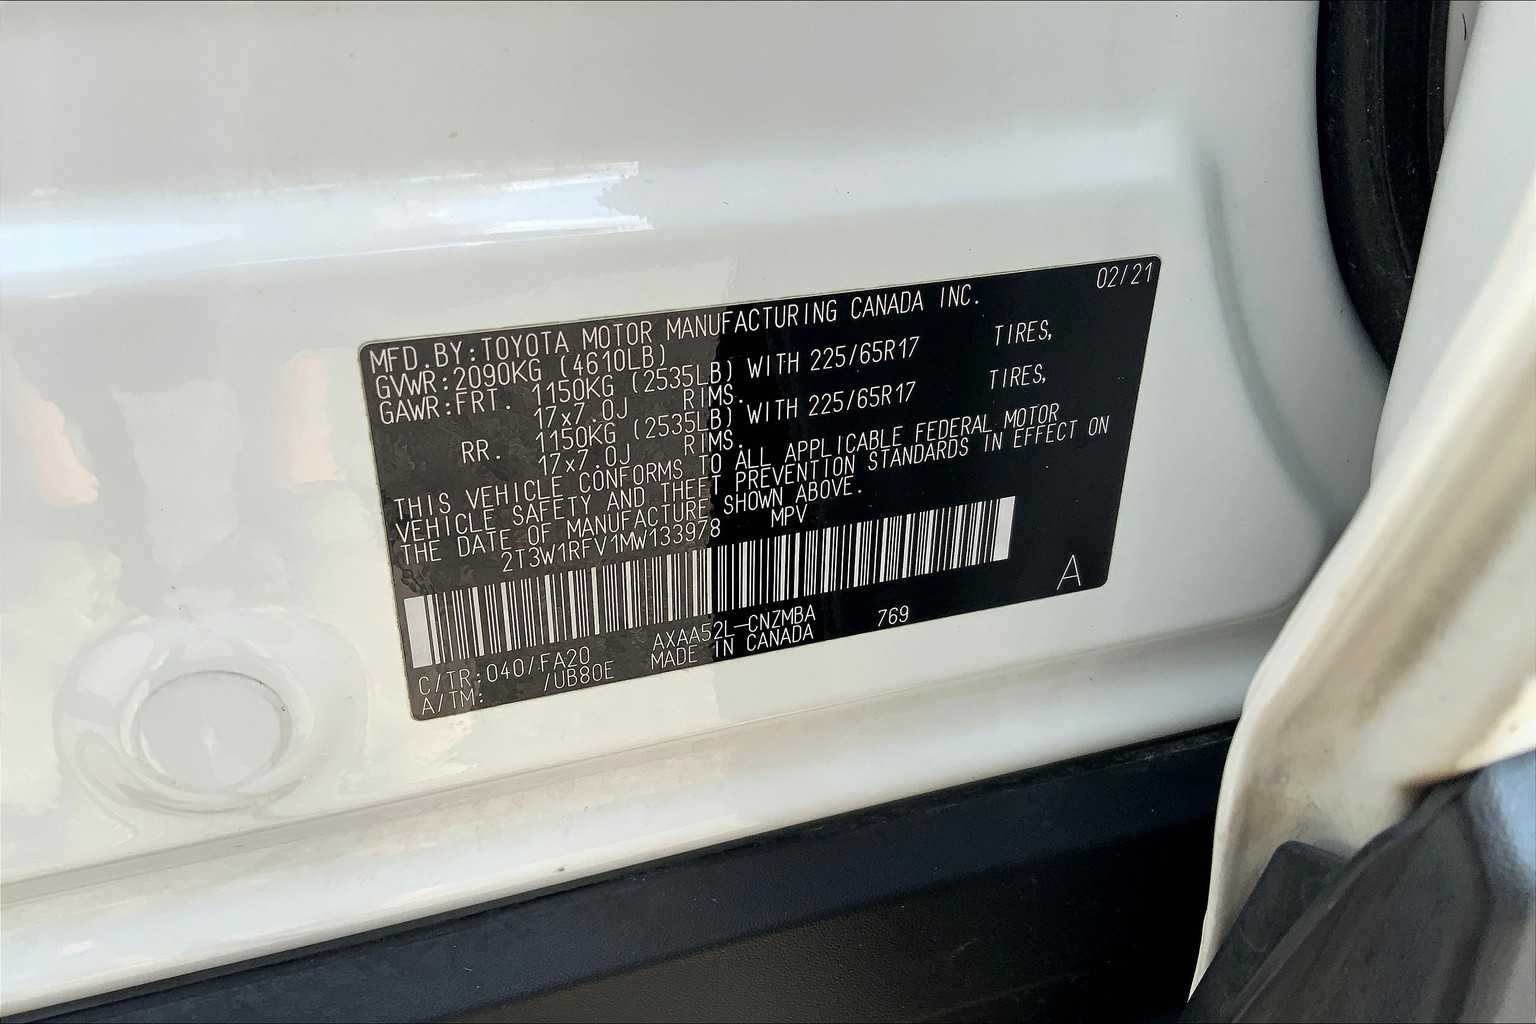 02/21
MFD.BY:TOYOTA MOTOR MANUFACTURING CANADA INC.
GVWR:2090KG (4610LB)
GAWR:FRT. 1150KG (2535LB) WITH 225/65R17 TIRES,
17x7.0J RIMS.
RR. 1150KG (2535LB) WITH 225/65R17 TIRES,
17x7.0J RIMS.
THIS VEHICLE CONFORMS TO ALL APPLICABLE FEDERAL MOTOR
VEHICLE SAFETY AND THEFT PREVENTION STANDARDS IN EFFECT ON
THE DATE OF MANUFACTURE SHOWN ABOVE.
2T3W1RFV1MW133978 MPV
A
C/TR:040/FA20 AXAA52L-CNZMBA 769
A/TM: /UB80E MADE IN CANADA